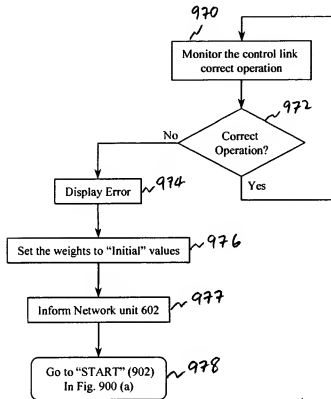 970
Monitor the control link
correct operation
972
Correct
Operation?
No
Yes
Display Error
974
Set the weights to “Initial” values
976
977
Inform Network unit 602
Go to “START” (902)
In Fig. 900 (a)
978